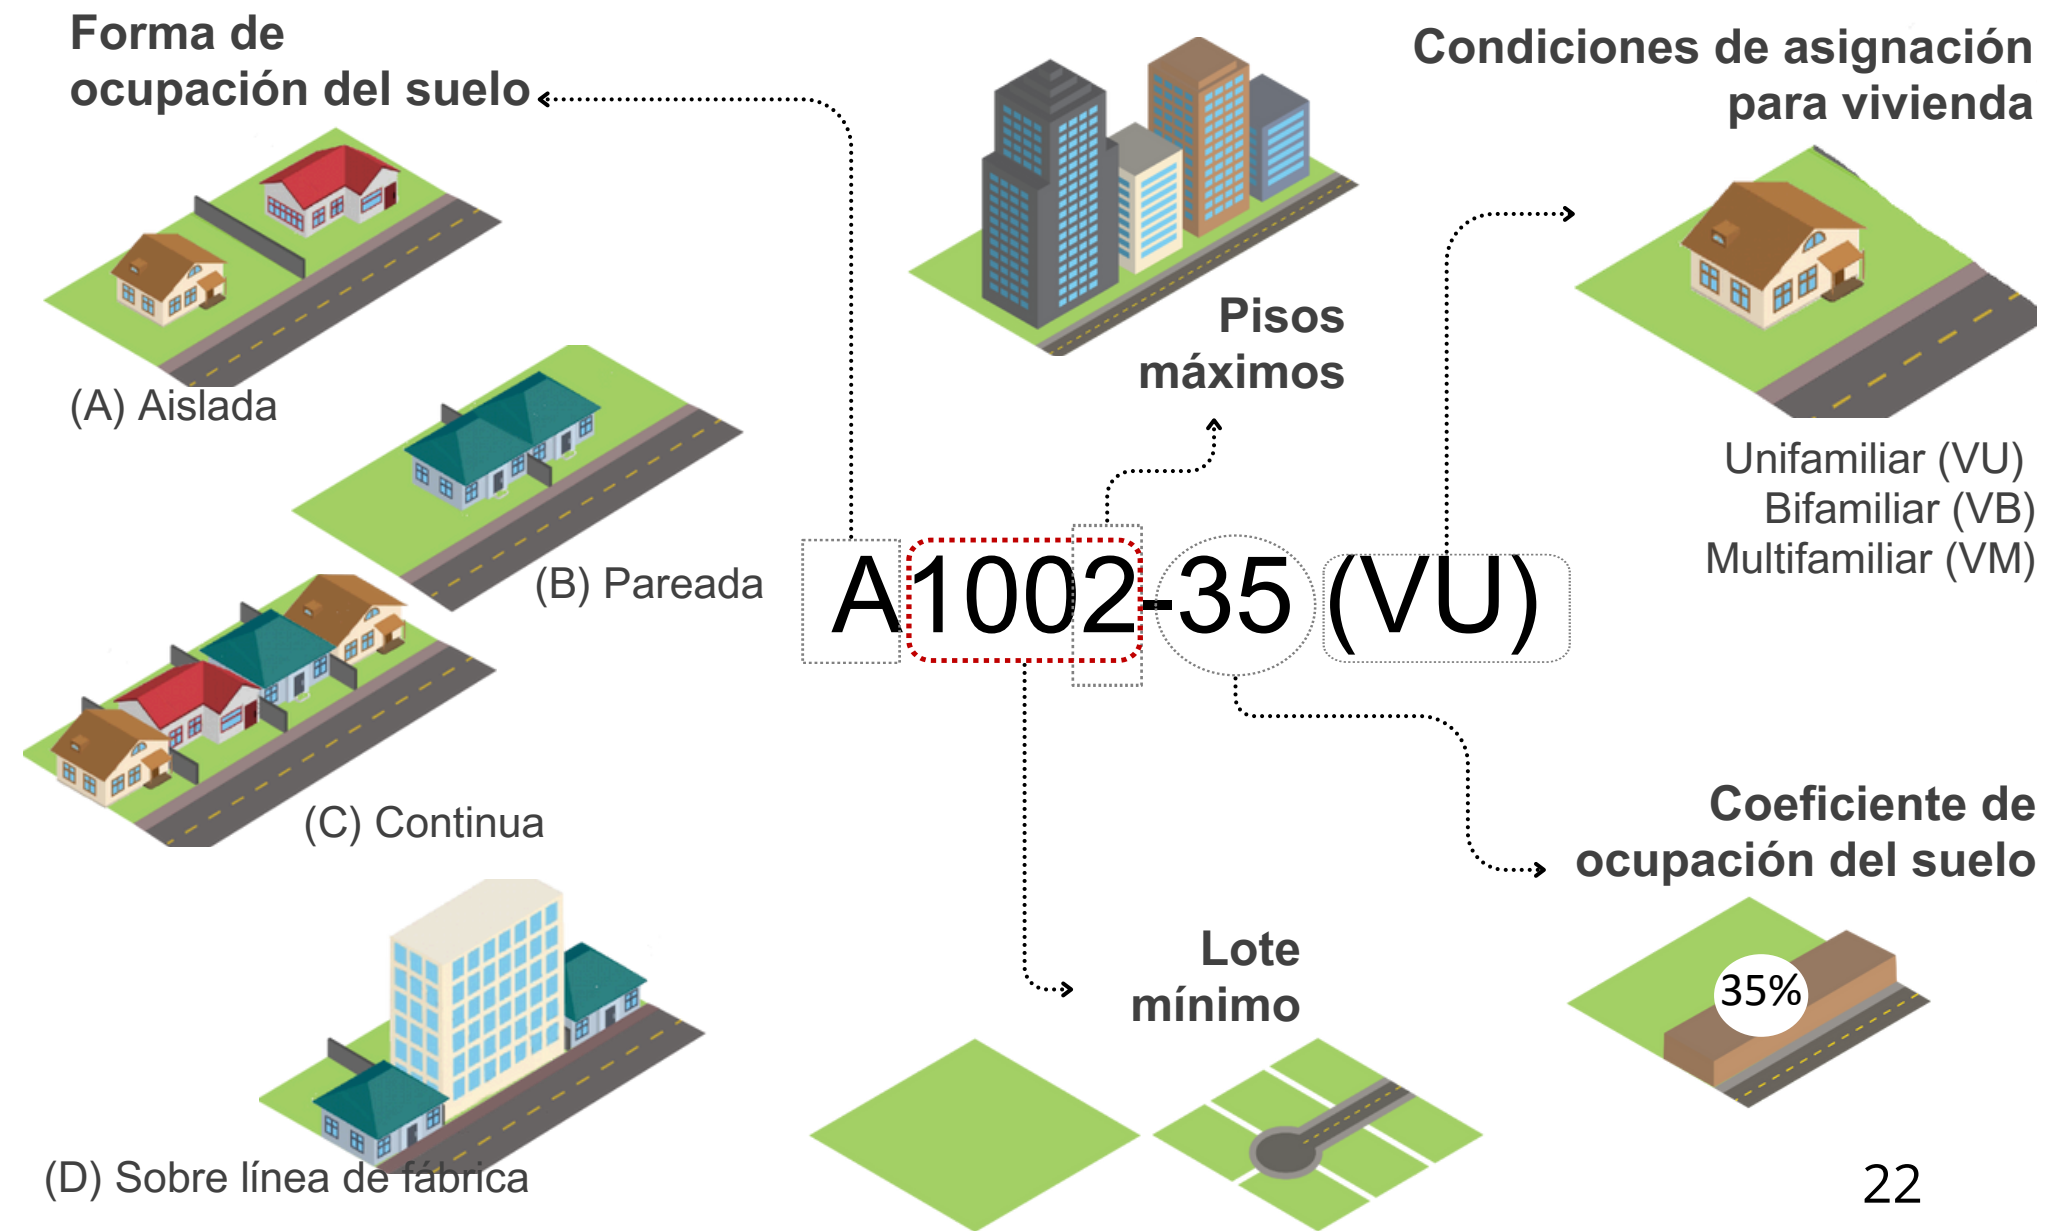 Forma de
ocupación del suelo
(A) Aislada
(B) Pareada
(C) Continua
(D) Sobre línea de fábrica
Pisos
máximos
A1002-35 (VU)
Lote
mínimo
Condiciones de asignación
para vivienda
Unifamiliar (VU)
Bifamiliar (VB)
Multifamiliar (VM)
Coeficiente de
ocupación del suelo
35%
22